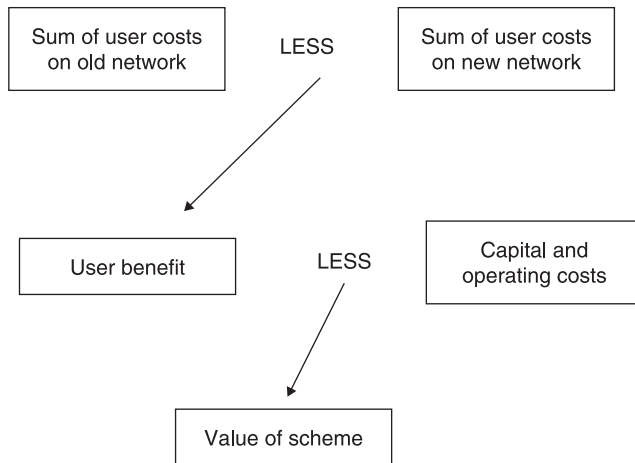 Sum of user costs
on old network
LESS
Sum of user costs
on new network
User benefit
LESS
Capital and
operating costs
Value of scheme